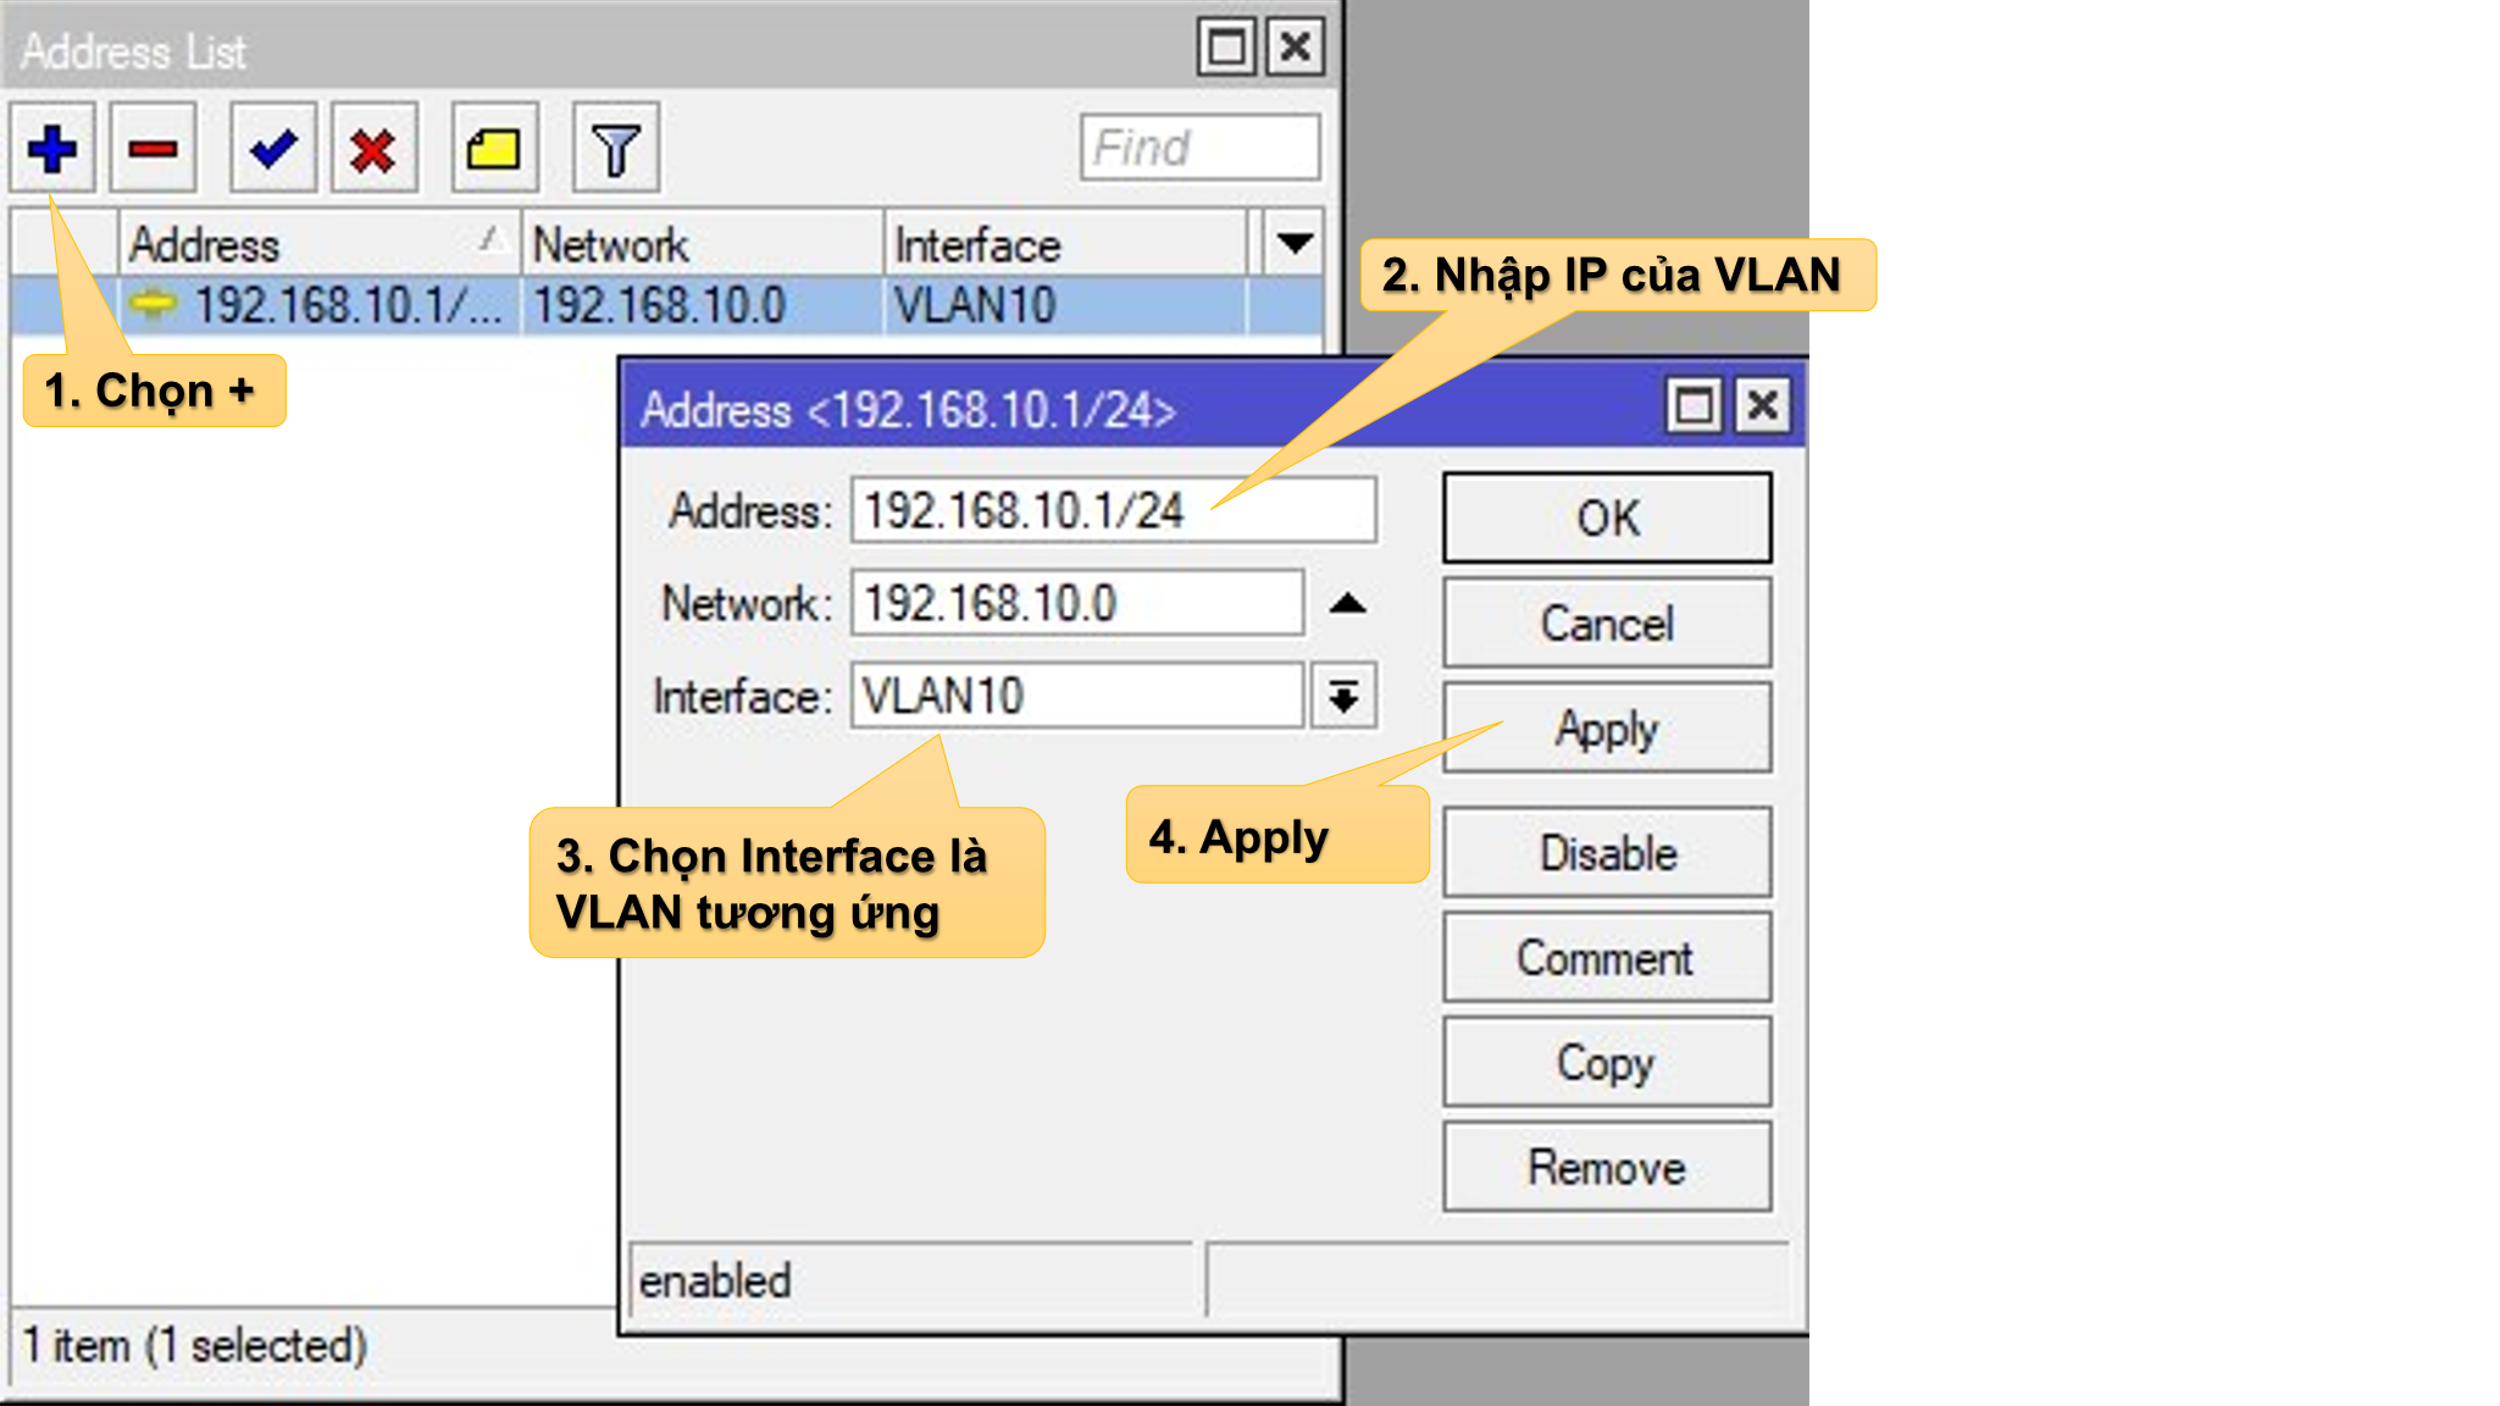 Address List
Find
Address Network Interface
192.168.10.1/... 192.168.10.0 VLAN10
1. Chọn +
2. Nhập IP của VLAN
Address <192.168.10.1/24>
Address: 192.168.10.1/24
Network: 192.168.10.0
Interface: VLAN10
3. Chọn Interface là
VLAN tương ứng
4. Apply
OK
Cancel
Apply
Disable
Comment
Copy
Remove
enabled
1 item (1 selected)